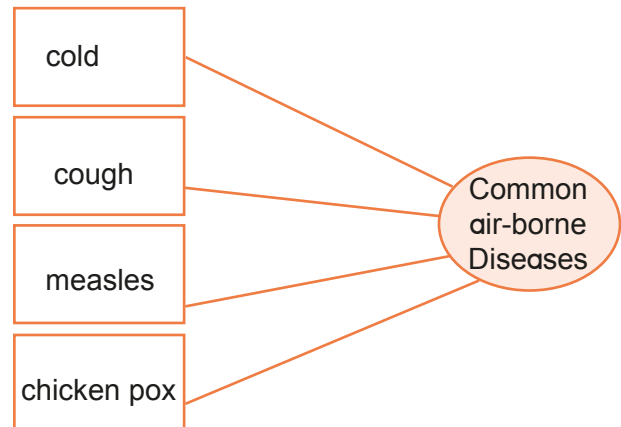 cold
cough
measles
chicken pox
Common
air-borne
Diseases